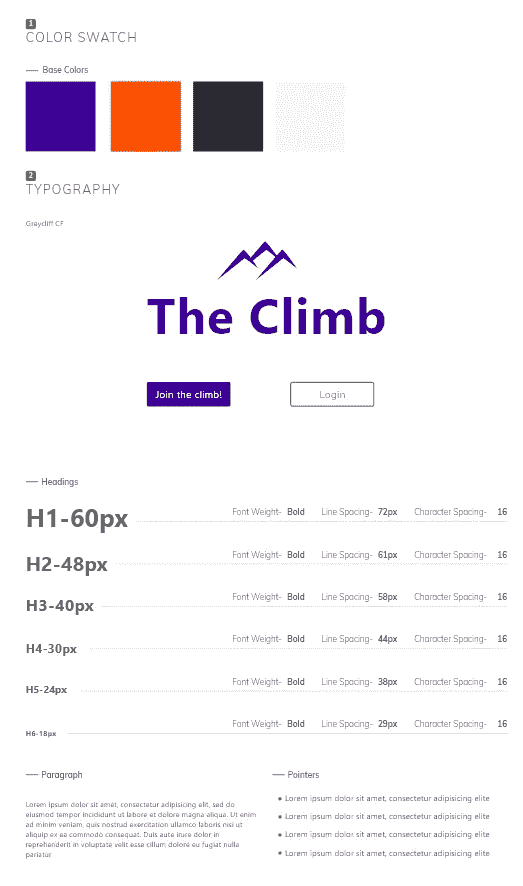 1
COLOR SWATCH
Base Colors
2
TYPOGRAPHY
Greycliff CF
The Climb
Join the climb!
Login
Headings
H1-60px Font Weight- Bold Line Spacing- 72px Character Spacing- 16
H2-48px Font Weight- Bold Line Spacing- 61px Character Spacing- 16
H3-40px Font Weight- Bold Line Spacing- 58px Character Spacing- 16
H4-30px Font Weight- Bold Line Spacing- 44px Character Spacing- 16
H5-24px Font Weight- Bold Line Spacing- 38px Character Spacing- 16
H6-18px Font Weight- Bold Line Spacing- 29px Character Spacing- 16
Paragraph
Lorem ipsum dolor sit amet, consectetur adipisicing elit, sed do
eiusmod tempor incididunt ut labore et dolore magna aliqua. Ut enim
ad minim veniam, quis nostrud exercitation ullamco laboris nisi ut
aliquip ex ea commodo consequat. Duis aute irure dolor in
reprehenderit in voluptate velit esse cillum dolore eu fugiat nulla
pariatur
Pointers
• Lorem ipsum dolor sit amet, consectetur adipisicing elite
• Lorem ipsum dolor sit amet, consectetur adipisicing elite
• Lorem ipsum dolor sit amet, consectetur adipisicing elite
• Lorem ipsum dolor sit amet, consectetur adipisicing elite